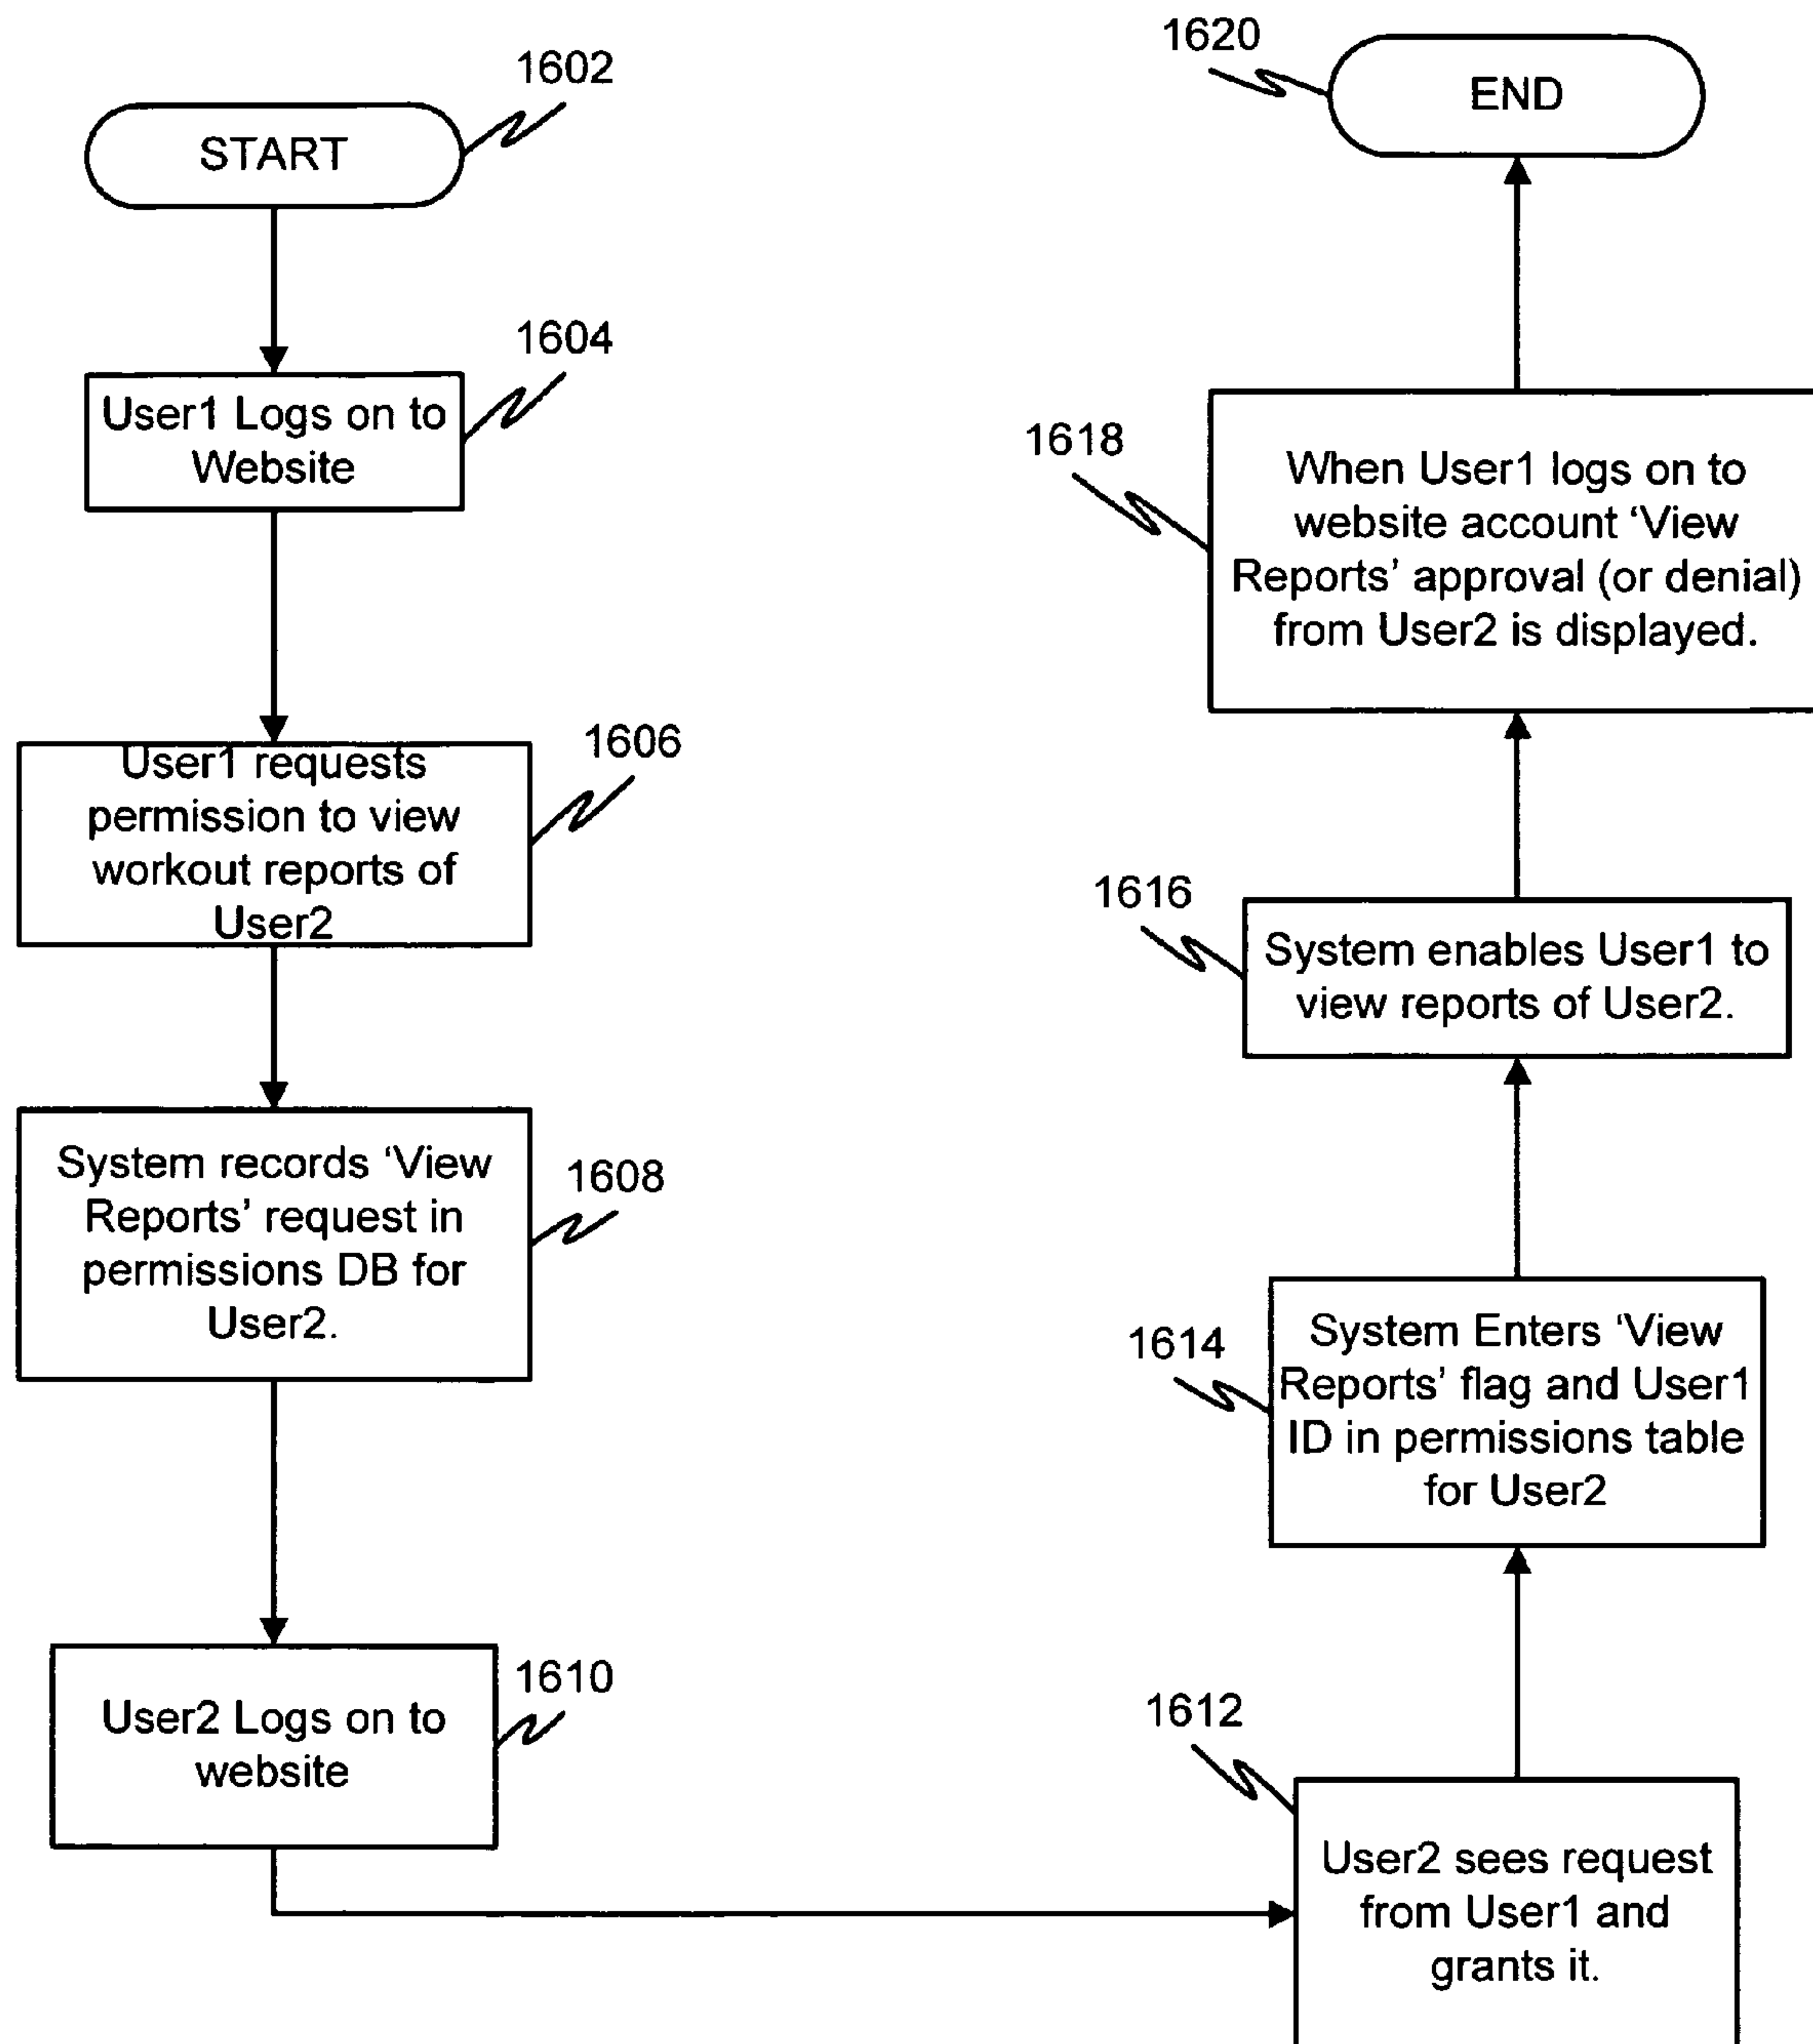 1602
START
1604
User1 Logs on to
Website
1606
User1 requests
permission to view
workout reports of
User2
1608
System records ‘View
Reports’ request in
permissions DB for
User2.
1610
User2 Logs on to
website
1612
User2 sees request
from User1 and
grants it.
1614
System Enters ‘View
Reports’ flag and User1
ID in permissions table
for User2
1616
System enables User1 to
view reports of User2.
1618
When User1 logs on to
website account ‘View
Reports’ approval (or denial)
from User2 is displayed.
1620
END